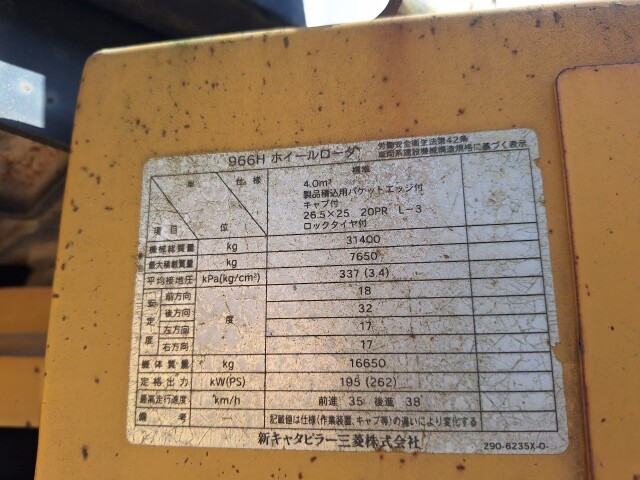 966H ホイールローダ 労働安全衛生法第42条
車両系建設機械構造規格に基づく表示
単 仕様 標準
4.0m³
製品積込用バケットエッジ付
キャブ付
26.5×25 20PR L-3
項目 位 ロックタイヤ付
機械総質量 kg 31400
最大積載質量 kg 7650
平均接地圧 kPa(kg/cm²) 337 (3.4)
安定度 前方向 度 18
後方向 32
左方向 17
右方向 17
機体質量 kg 16650
定格出力 kW(PS) 195 (262)
最高走行速度 km/h 前進 35 後進 38
備考 — 記載値は仕様(作業装置、キャブ等)の違いにより変化する
新キャタピラー三菱株式会社 290-6235X-0-